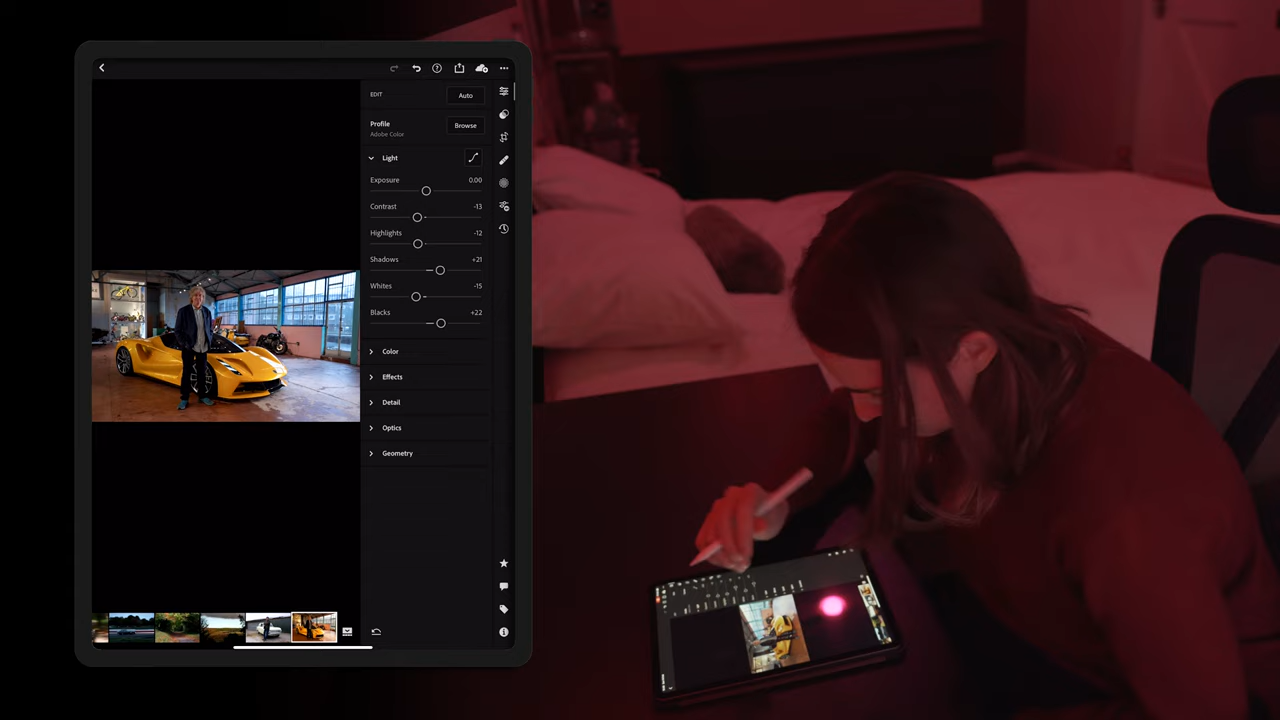 EDIT
Auto
Profile
Adobe Color
Browse
Light
Exposure 0.00
Contrast -13
Highlights -12
Shadows +21
Whites -15
Blacks +22
Color
Effects
Detail
Optics
Geometry